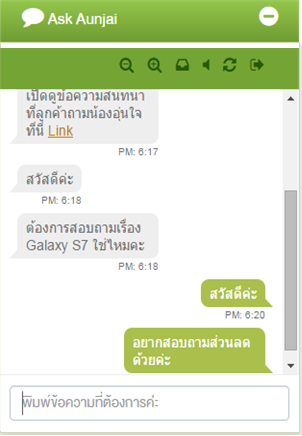 Ask Aunjai
เปิดดูข้อความสนทนา
ที่ลูกค้าถามน้องอุ่นใจ
ที่นี่ Link
PM: 6:17
สวัสดีค่ะ
PM: 6:18
ต้องการสอบถามเรื่อง
Galaxy S7 ใช่ไหมคะ
PM: 6:18
สวัสดีค่ะ
PM: 6:20
อยากสอบถามส่วนลด
ด้วยค่ะ
พิมพ์ข้อความที่ต้องการค่ะ